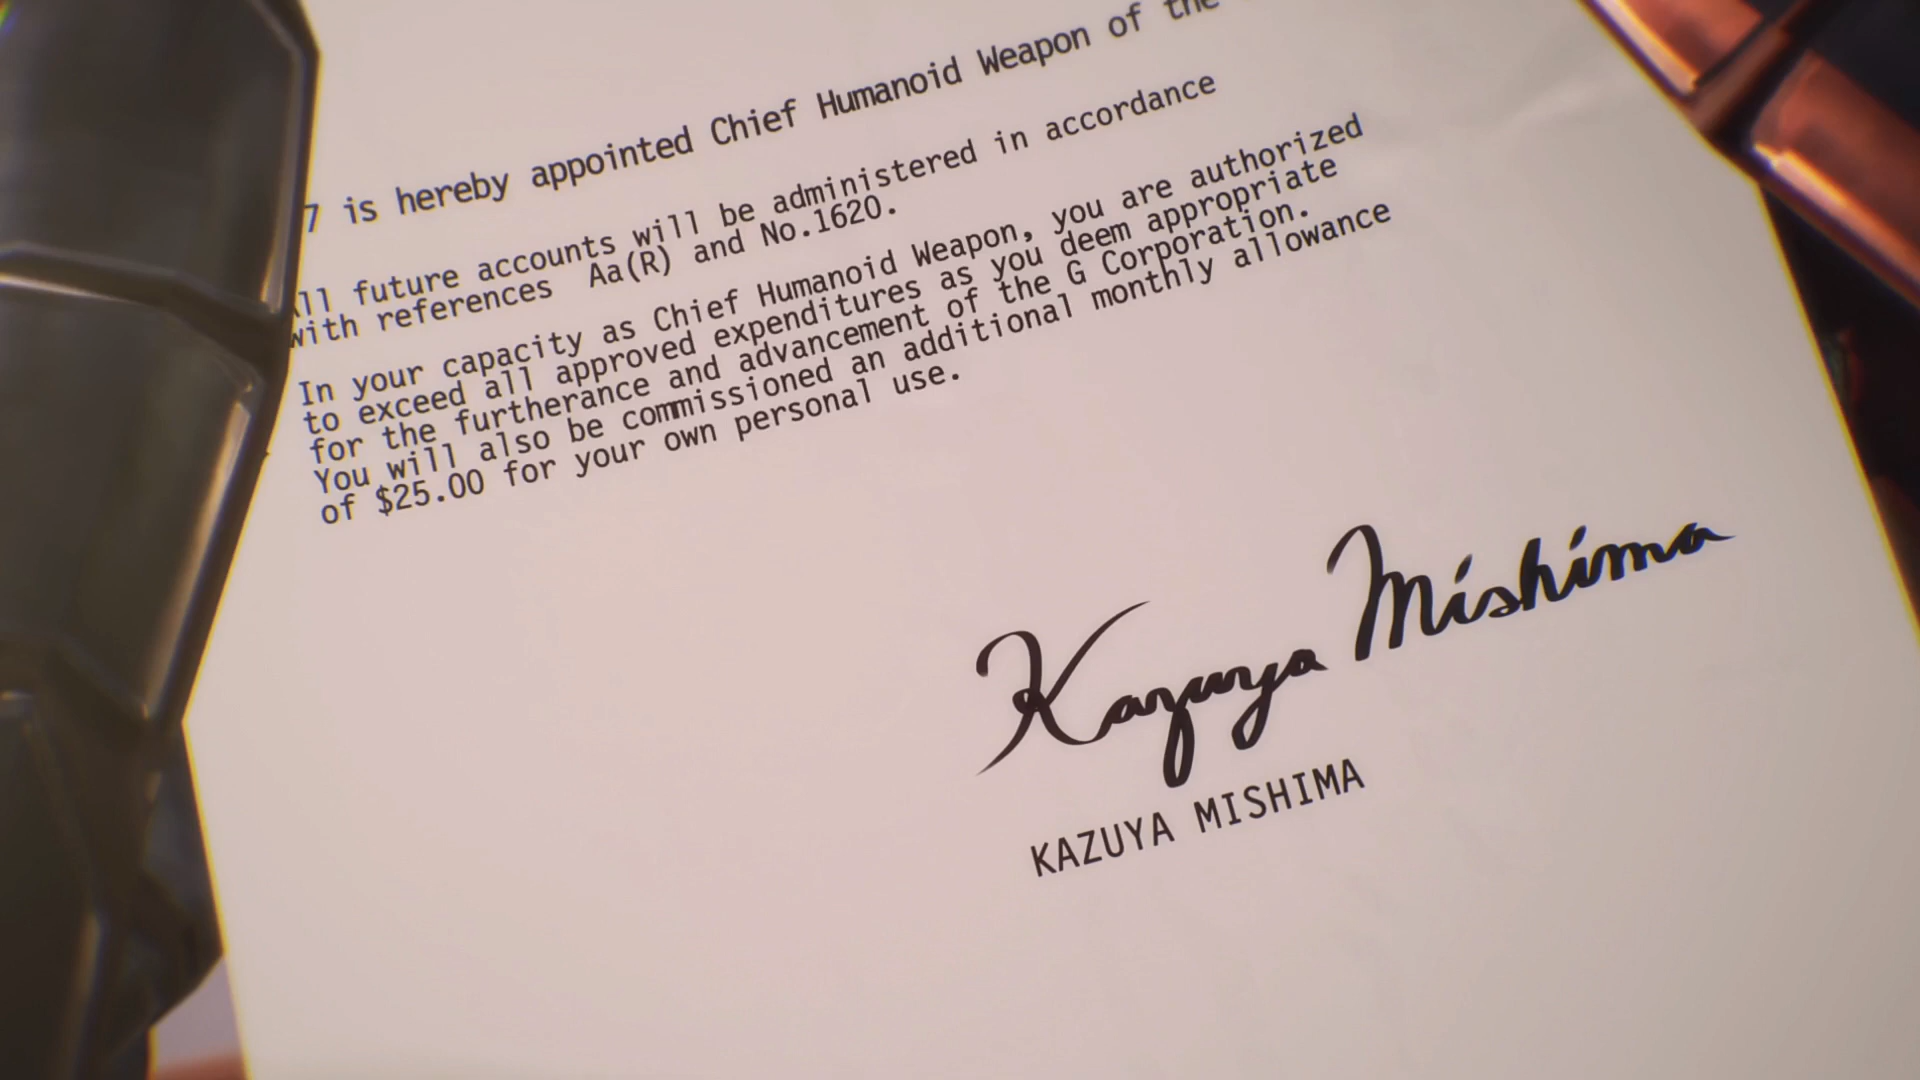 7 is hereby appointed Chief Humanoid Weapon of the
All future accounts will be administered in accordance
with references Aa(R) and No.1620.
In your capacity as Chief Humanoid Weapon, you are authorized
to exceed all approved expenditures as you deem appropriate
for the furtherance and advancement of the G Corporation.
You will also be commissioned an additional monthly allowance
of $25.00 for your own personal use.
Kazuya Mishima
KAZUYA MISHIMA